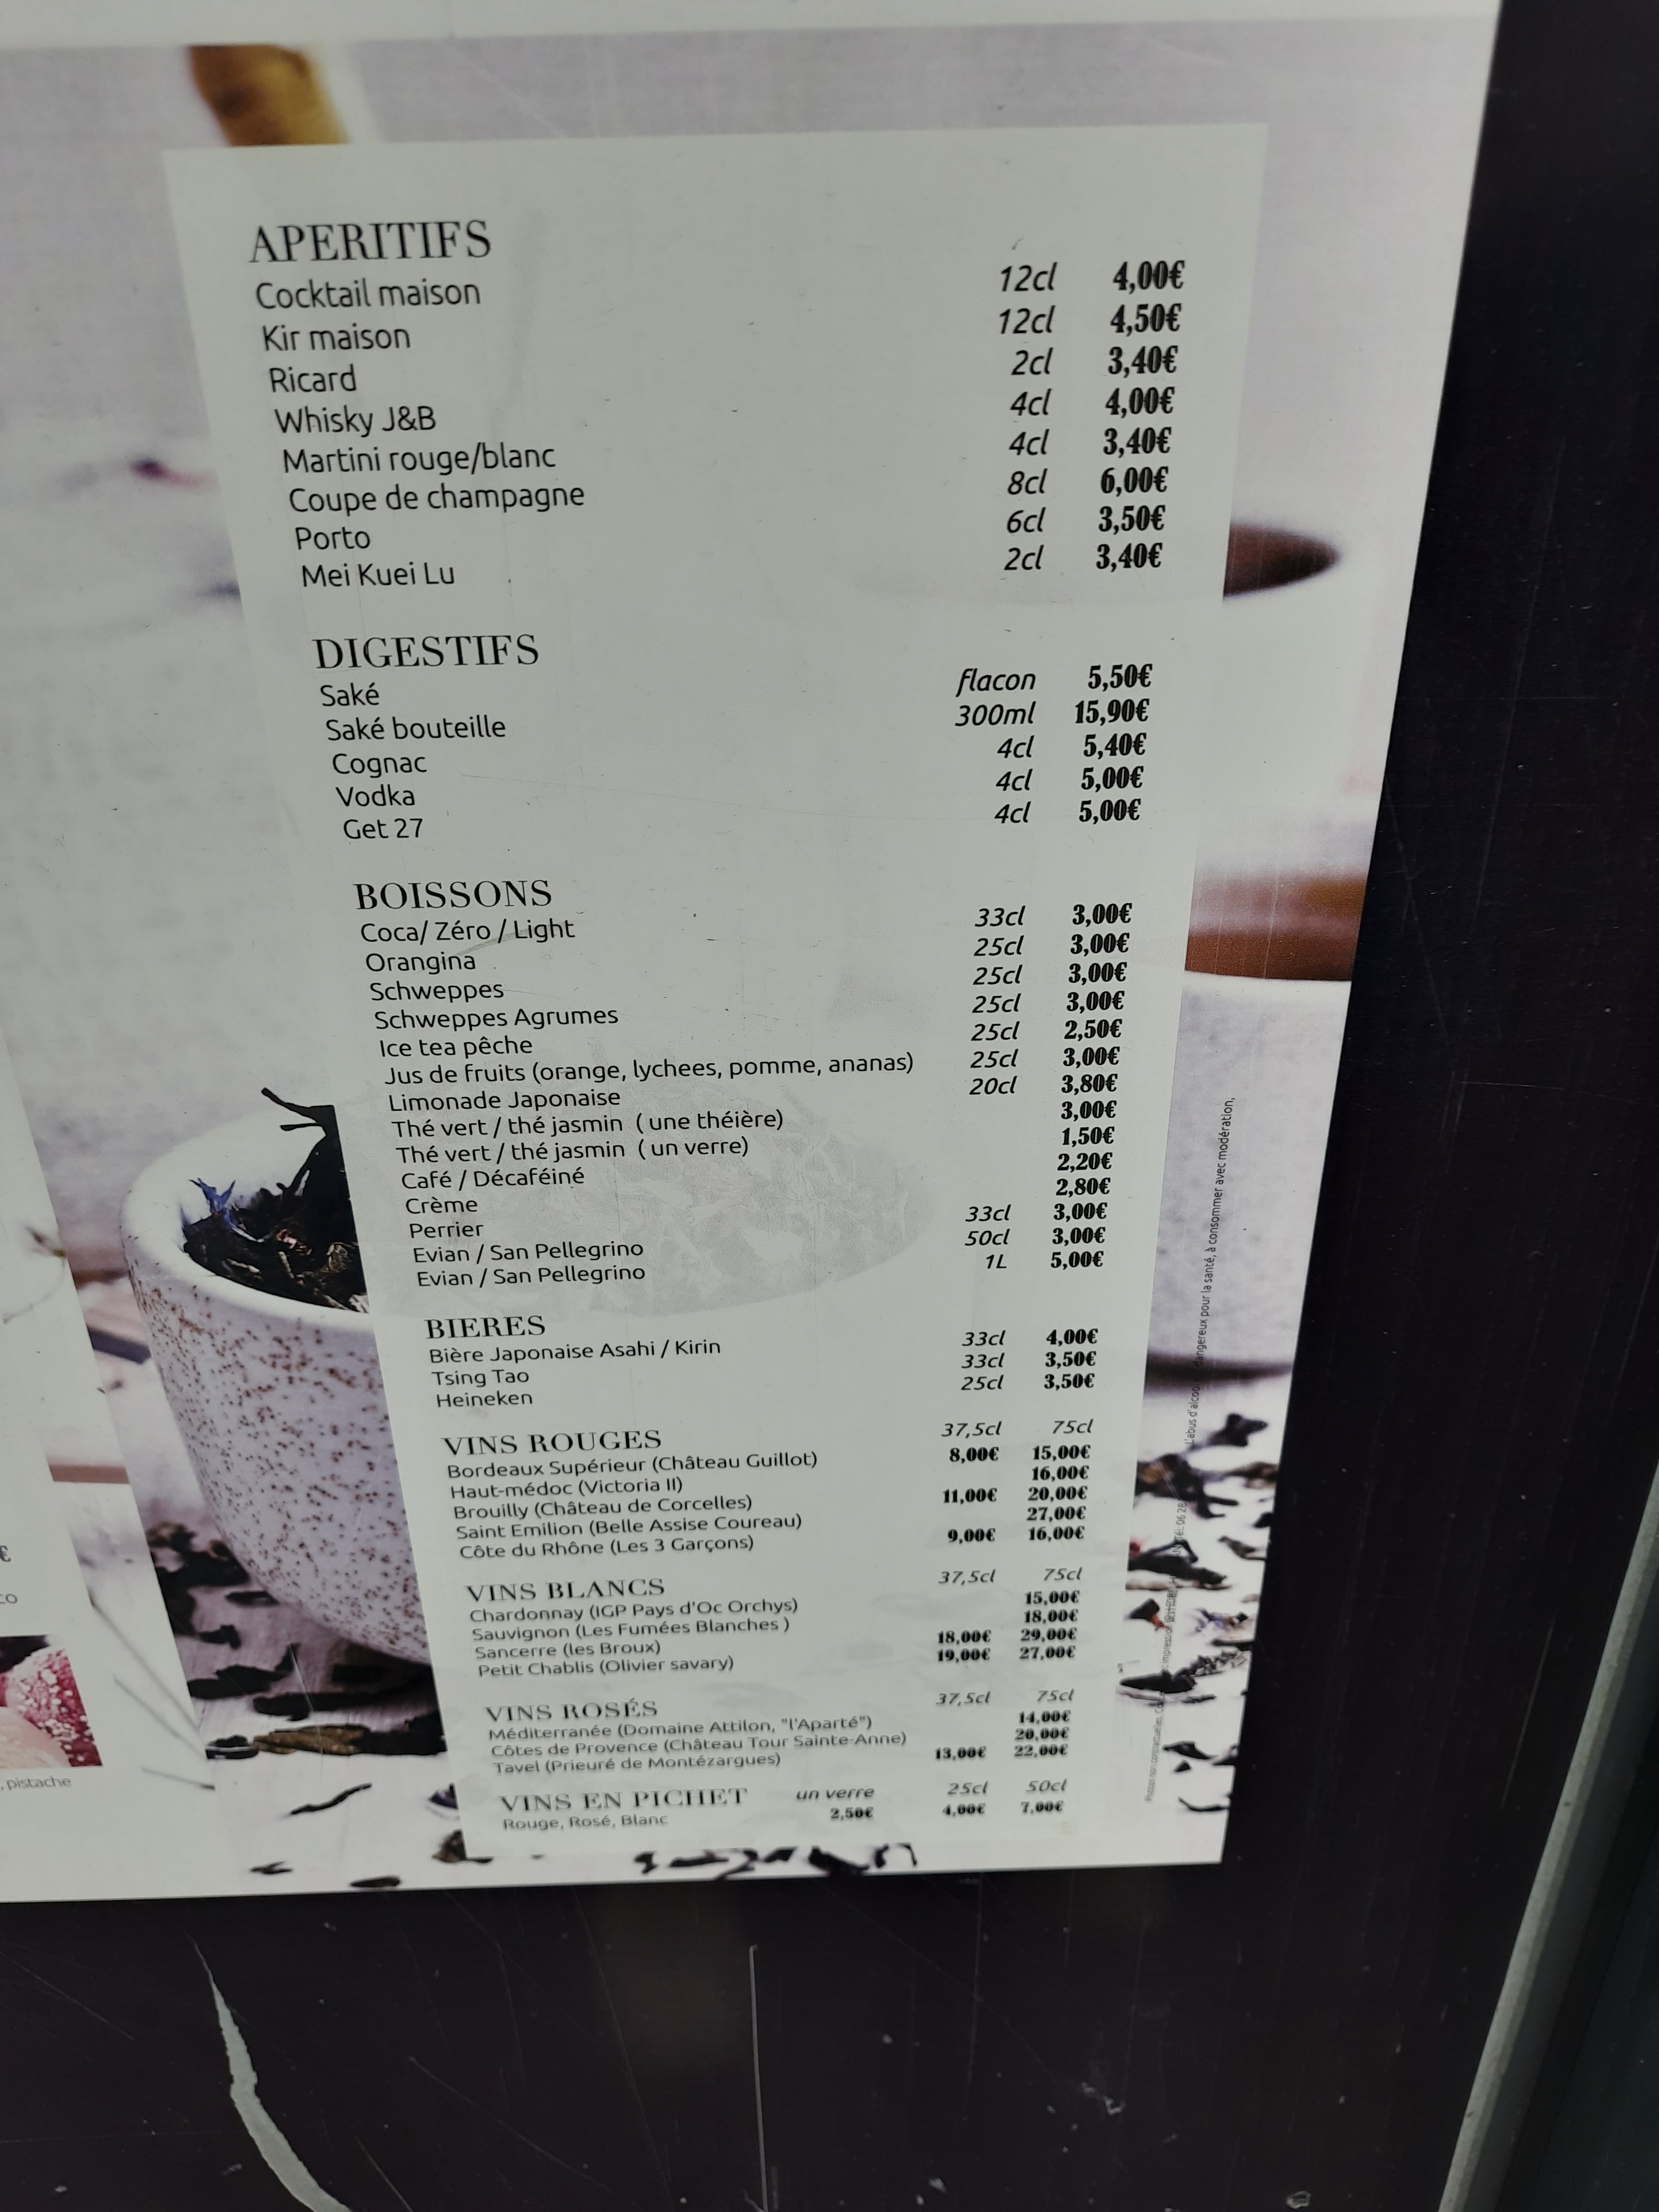 APERITIFS
Cocktail maison 12cl 4,00€
Kir maison 12cl 4,50€
Ricard 2cl 3,40€
Whisky J&B 4cl 4,00€
Martini rouge/blanc 4cl 3,40€
Coupe de champagne 8cl 6,00€
Porto 6cl 3,50€
Mei Kuei Lu 2cl 3,40€
DIGESTIFS
Saké flacon 5,50€
Saké bouteille 300ml 15,90€
Cognac 4cl 5,40€
Vodka 4cl 5,00€
Get 27 4cl 5,00€
BOISSONS
Coca/ Zéro / Light 33cl 3,00€
Orangina 25cl 3,00€
Schweppes 25cl 3,00€
Schweppes Agrumes 25cl 3,00€
Ice tea pêche 25cl 2,50€
Jus de fruits (orange, lychees, pomme, ananas) 25cl 3,00€
Limonade Japonaise 20cl 3,80€
Thé vert / thé jasmin ( une théière) 3,00€
Thé vert / thé jasmin ( un verre) 1,50€
Café / Décaféiné 2,20€
Crème 2,80€
Perrier 33cl 3,00€
Evian / San Pellegrino 50cl 3,00€
Evian / San Pellegrino 1L 5,00€
BIERES
Bière Japonaise Asahi / Kirin 33cl 4,00€
Tsing Tao 33cl 3,50€
Heineken 25cl 3,50€
VINS ROUGES 37,5cl 75cl
Bordeaux Supérieur (Château Guillot) 8,00€ 15,00€
Haut-médoc (Victoria II) 16,00€
Brouilly (Château de Corcelles) 11,00€ 20,00€
Saint Emilion (Belle Assise Coureau) 27,00€
Côte du Rhône (Les 3 Garçons) 9,00€ 16,00€
VINS BLANCS 37,5cl 75cl
Chardonnay (IGP Pays d'Oc Orchys) 15,00€
Sauvignon (Les Fumées Blanches ) 18,00€
Sancerre (les Broux) 18,00€ 29,00€
Petit Chablis (Olivier savary) 19,00€ 27,00€
VINS ROSÉS 37,5cl 75cl
Méditerranée (Domaine Attilon, "l'Aparté") 14,00€
Côtes de Provence (Château Tour Sainte-Anne) 20,00€
Tavel (Prieuré de Montézargues) 13,00€ 22,00€
VINS EN PICHET un verre 25cl 50cl
Rouge, Rosé, Blanc 2,50€ 4,00€ 7,00€
L'abus d'alcool dangereux pour la santé, à consommer avec modération,
€
co
, pistache